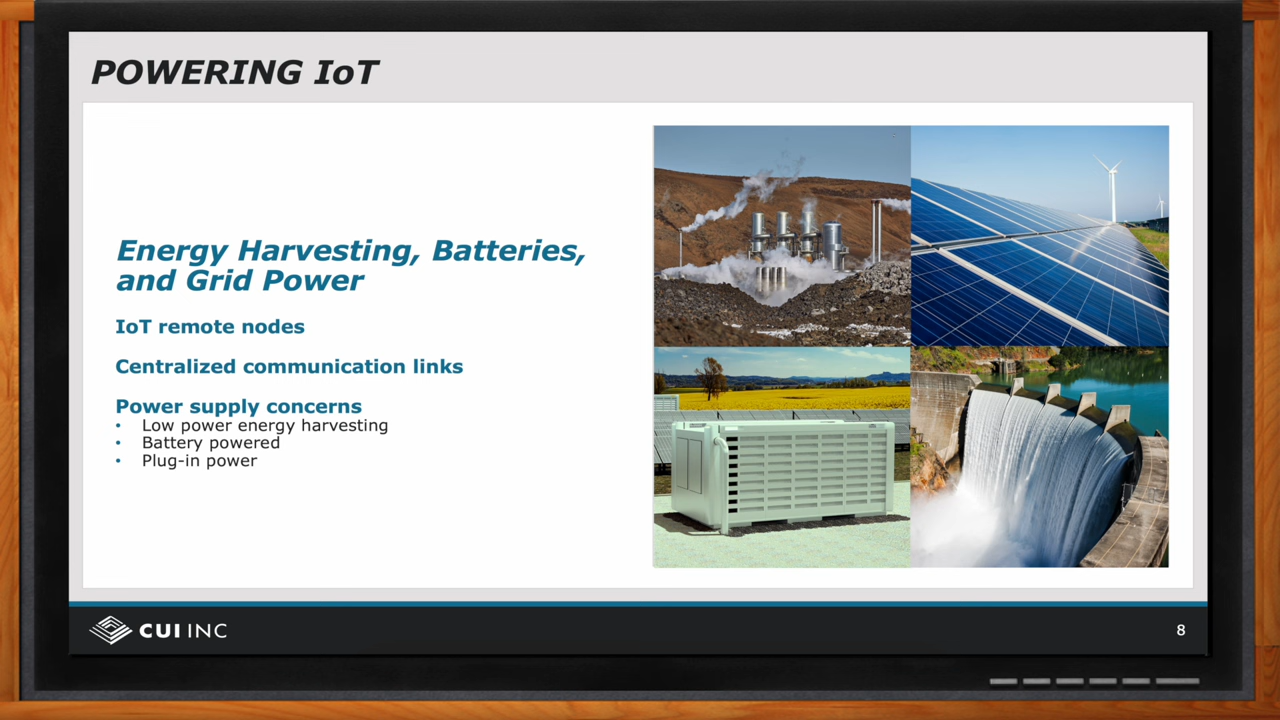 POWERING IoT
Energy Harvesting, Batteries,
and Grid Power
IoT remote nodes
Centralized communication links
Power supply concerns
• Low power energy harvesting
• Battery powered
• Plug-in power
CUI INC
8